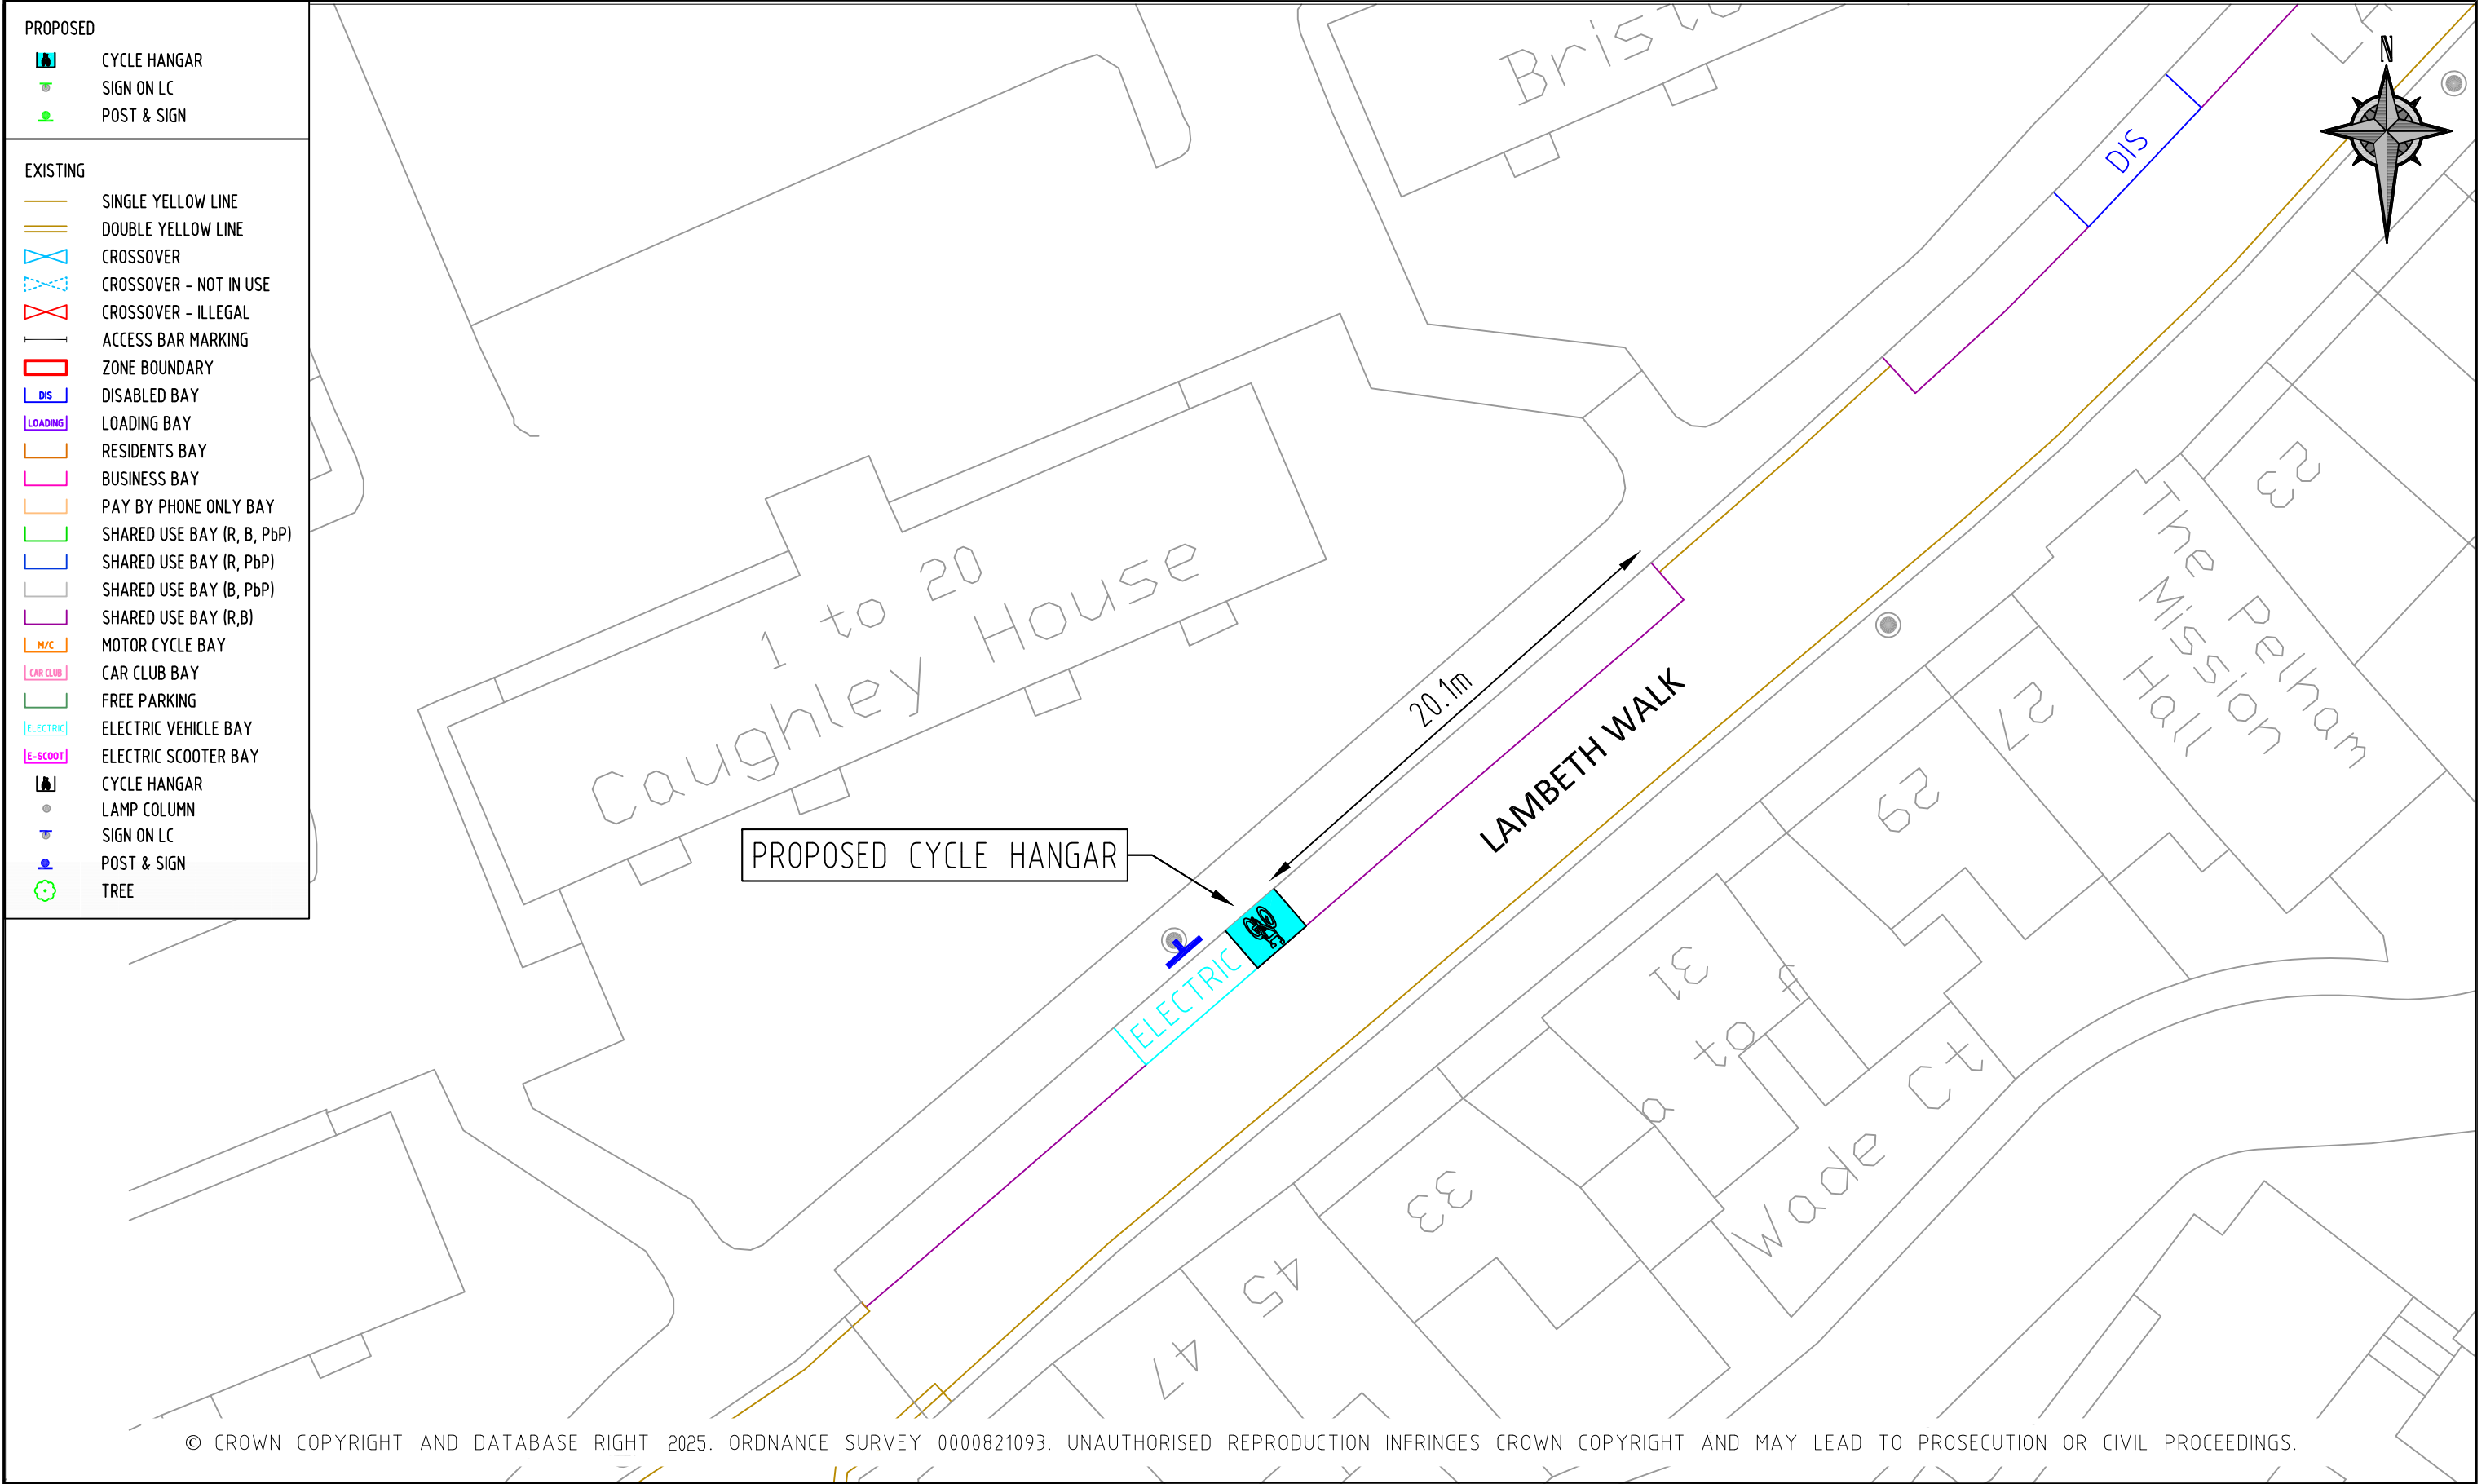 PROPOSED
CYCLE HANGAR
SIGN ON LC
POST & SIGN
EXISTING
SINGLE YELLOW LINE
DOUBLE YELLOW LINE
CROSSOVER
CROSSOVER - NOT IN USE
CROSSOVER - ILLEGAL
ACCESS BAR MARKING
ZONE BOUNDARY
DIS DISABLED BAY
LOADING LOADING BAY
RESIDENTS BAY
BUSINESS BAY
PAY BY PHONE ONLY BAY
SHARED USE BAY (R, B, PbP)
SHARED USE BAY (R, PbP)
SHARED USE BAY (B, PbP)
SHARED USE BAY (R,B)
M/C MOTOR CYCLE BAY
CAR CLUB CAR CLUB BAY
FREE PARKING
ELECTRIC ELECTRIC VEHICLE BAY
E-SCOOT ELECTRIC SCOOTER BAY
CYCLE HANGAR
LAMP COLUMN
SIGN ON LC
POST & SIGN
TREE
N
DIS
1 to 20
Caughley House
20.1m
LAMBETH WALK
PROPOSED CYCLE HANGAR
ELECTRIC
23
The Pelham
Mission
Hall
27
29
31
a to f
Wade Ct
33
45
47
© CROWN COPYRIGHT AND DATABASE RIGHT 2025. ORDNANCE SURVEY 0000821093. UNAUTHORISED REPRODUCTION INFRINGES CROWN COPYRIGHT AND MAY LEAD TO PROSECUTION OR CIVIL PROCEEDINGS.